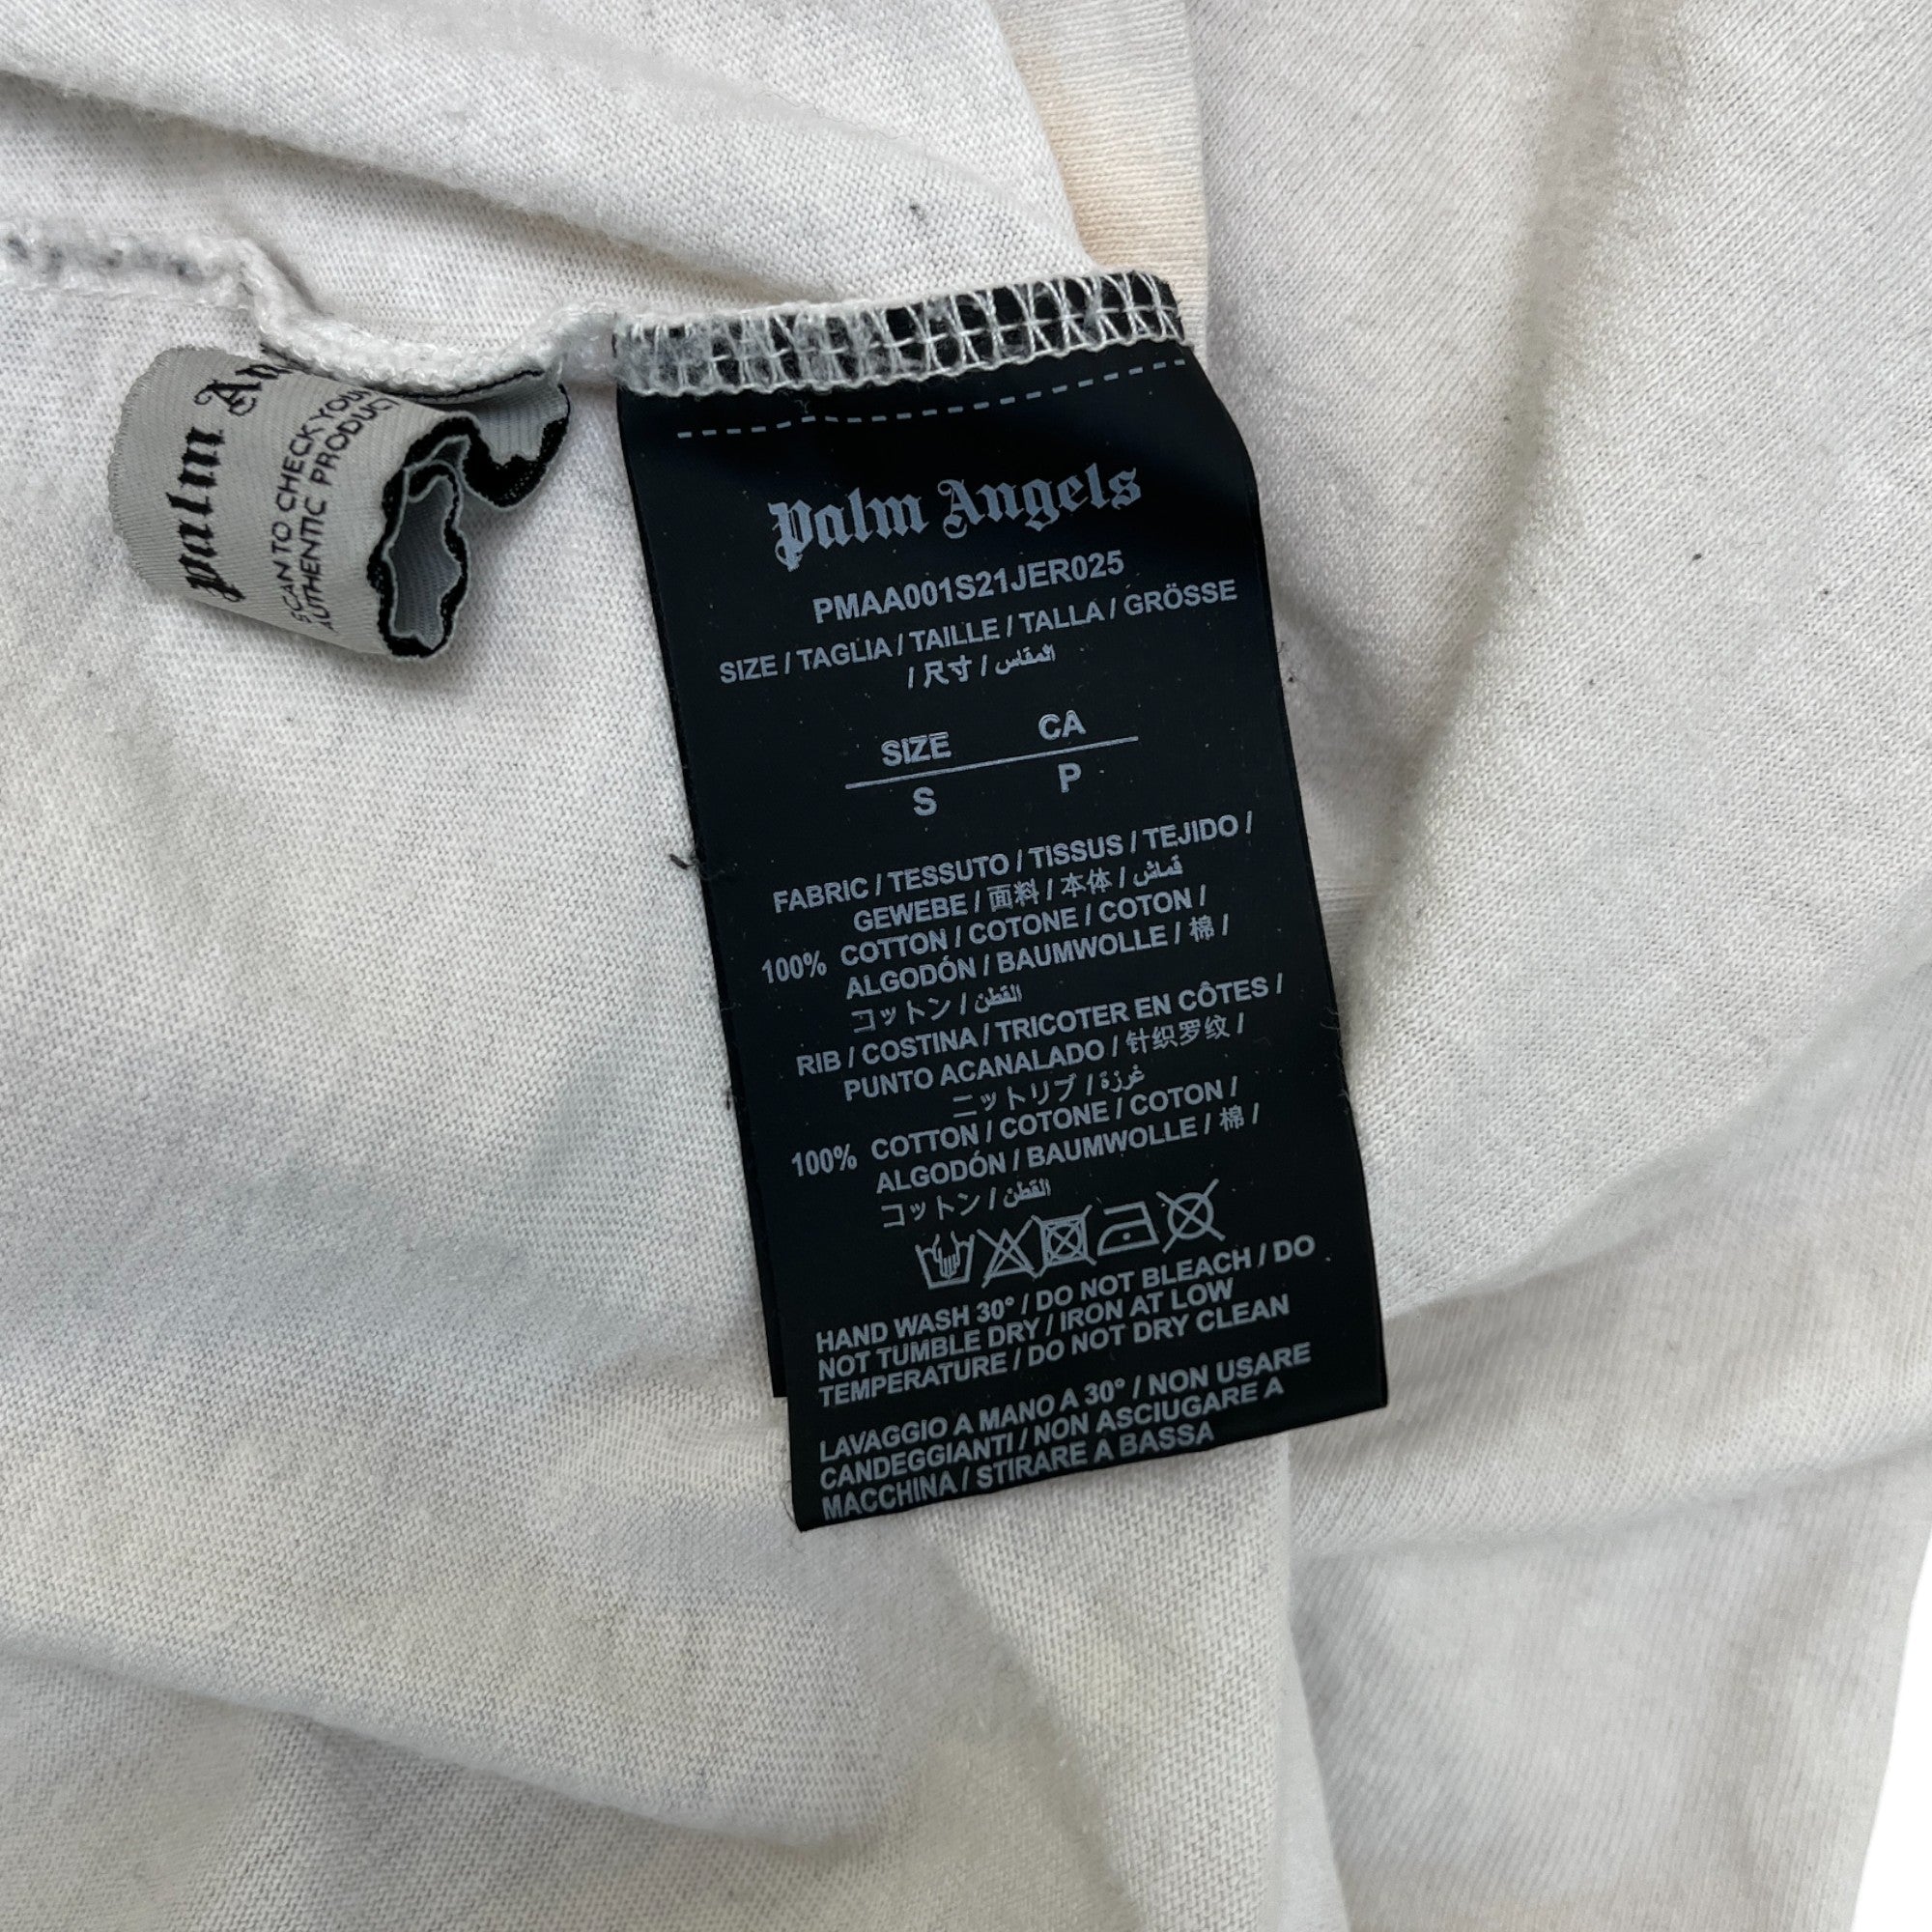 Palm An
SCAN TO CHECK YOUR
AUTHENTIC PRODUCT
Palm Angels
PMAA001S21JER025
SIZE / TAGLIA / TAILLE / TALLA / GRÖSSE
/ 尺寸 / المقاس
SIZE CA
S P
FABRIC / TESSUTO / TISSUS / TEJIDO /
GEWEBE / 面料 / 本体 / قماش
100% COTTON / COTONE / COTON /
ALGODÓN / BAUMWOLLE / 棉 /
コットン / القطن
RIB / COSTINA / TRICOTER EN CÔTES /
PUNTO ACANALADO / 针织罗纹 /
ニットリブ / غرزة
100% COTTON / COTONE / COTON /
ALGODÓN / BAUMWOLLE / 棉 /
コットン / القطن
HAND WASH 30° / DO NOT BLEACH / DO
NOT TUMBLE DRY / IRON AT LOW
TEMPERATURE / DO NOT DRY CLEAN
LAVAGGIO A MANO A 30° / NON USARE
CANDEGGIANTI / NON ASCIUGARE A
MACCHINA / STIRARE A BASSA